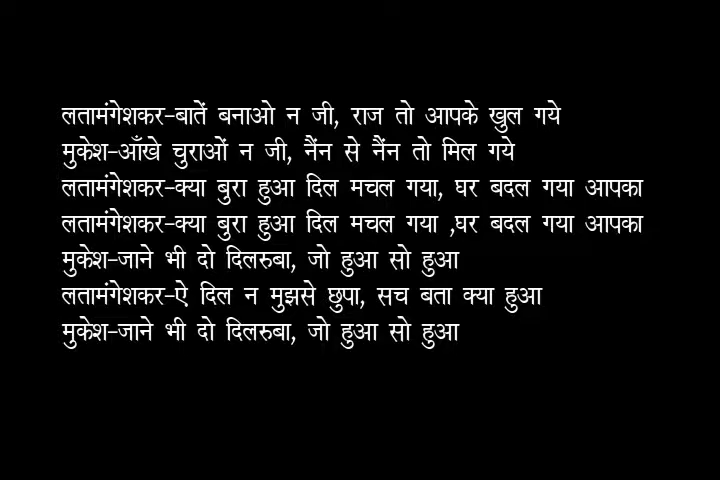 लतामंगेशकर-बातें बनाओ न जी, राज तो आपके खुल गये
मुकेश-आँखे चुराओं न जी, नैंन से नैंन तो मिल गये
लतामंगेशकर-क्या बुरा हुआ दिल मचल गया, घर बदल गया आपका
लतामंगेशकर-क्या बुरा हुआ दिल मचल गया ,घर बदल गया आपका
मुकेश-जाने भी दो दिलरुबा, जो हुआ सो हुआ
लतामंगेशकर-ऐ दिल न मुझसे छुपा, सच बता क्या हुआ
मुकेश-जाने भी दो दिलरुबा, जो हुआ सो हुआ